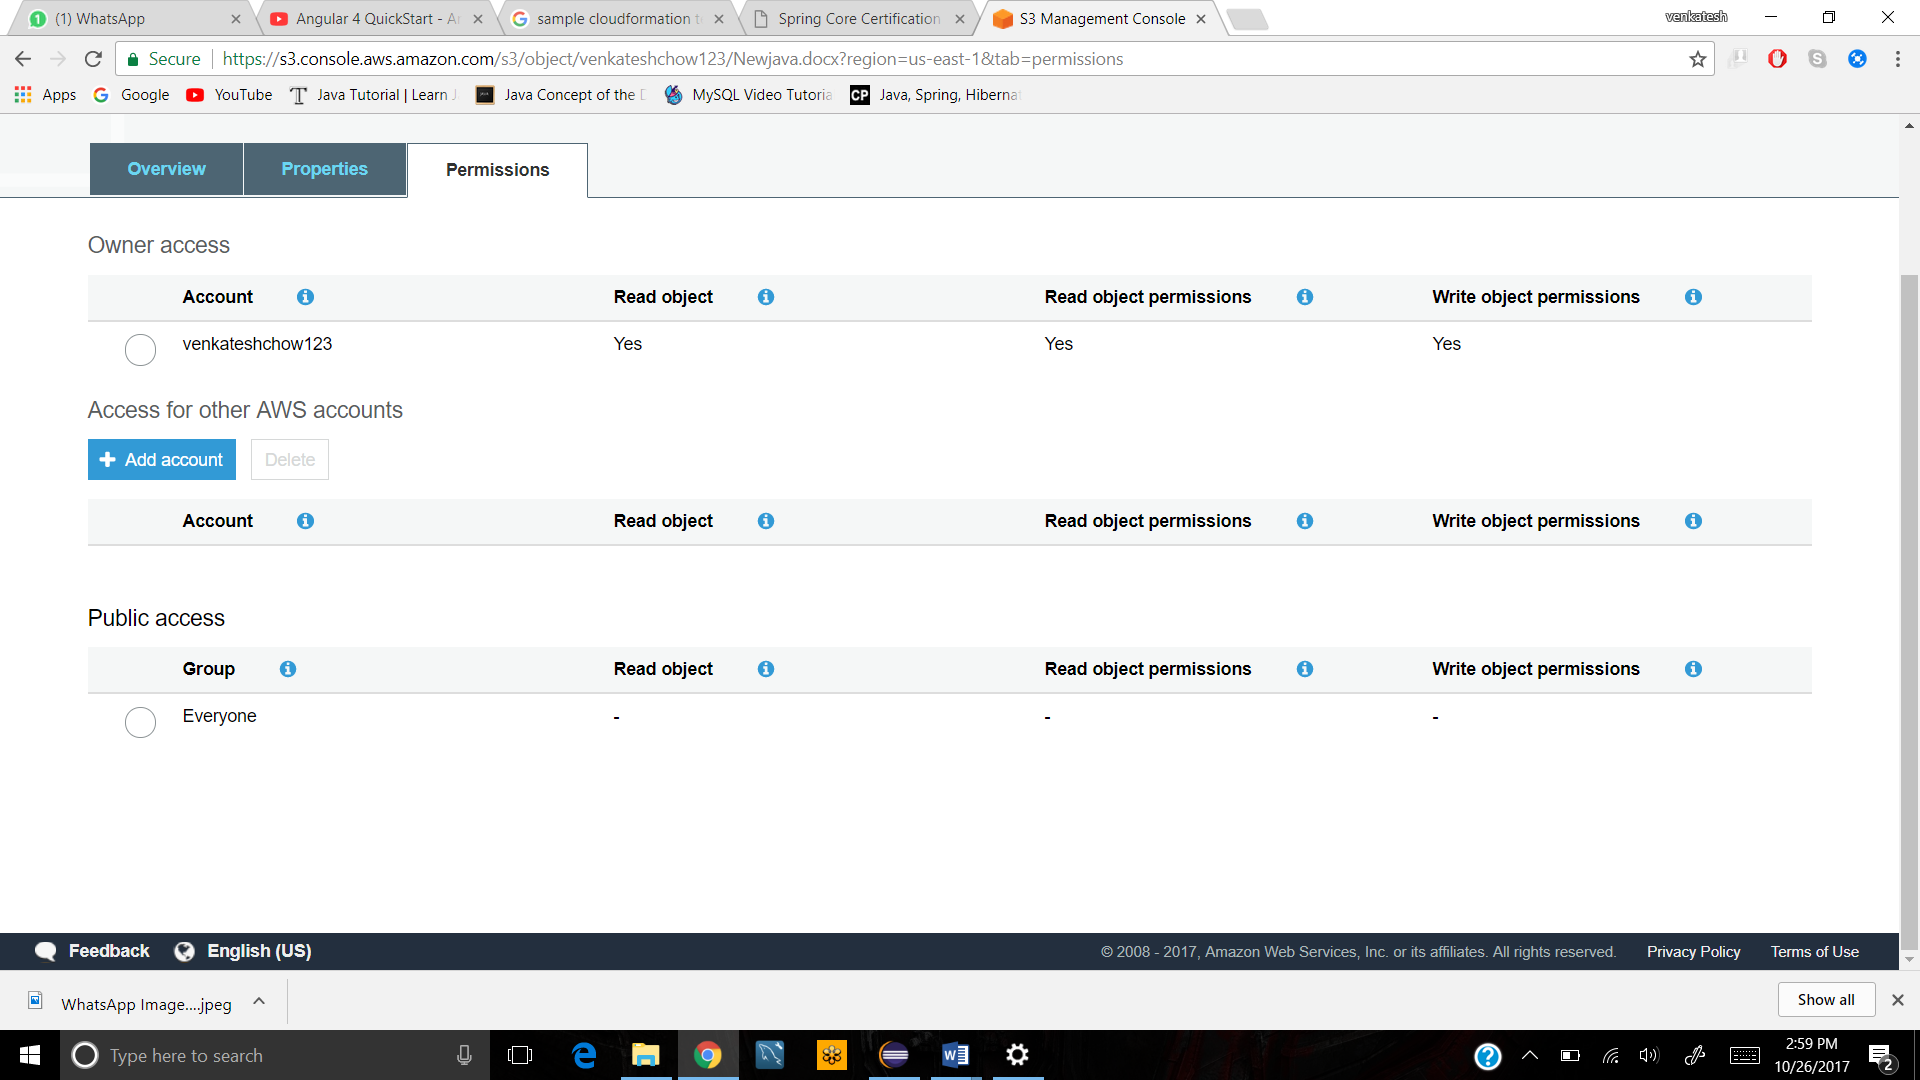 (1) WhatsApp
Angular 4 QuickStart - A
sample cloudformation t
Spring Core Certification
S3 Management Console
venkatesh
Secure
https://s3.console.aws.amazon.com/s3/object/venkateshchow123/Newjava.docx?region=us-east-1&tab=permissions
Apps
Google
YouTube
Java Tutorial | Learn J
Java Concept of the D
MySQL Video Tutoria
CP
Java, Spring, Hibernat
Overview
Properties
Permissions
Owner access
Account
Read object
Read object permissions
Write object permissions
venkateshchow123
Yes
Yes
Yes
Access for other AWS accounts
Add account
Delete
Account
Read object
Read object permissions
Write object permissions
Public access
Group
Read object
Read object permissions
Write object permissions
Everyone
-
-
-
Feedback
English (US)
© 2008 - 2017, Amazon Web Services, Inc. or its affiliates. All rights reserved.
Privacy Policy
Terms of Use
WhatsApp Image....jpeg
Show all
Type here to search
2:59 PM
10/26/2017
2